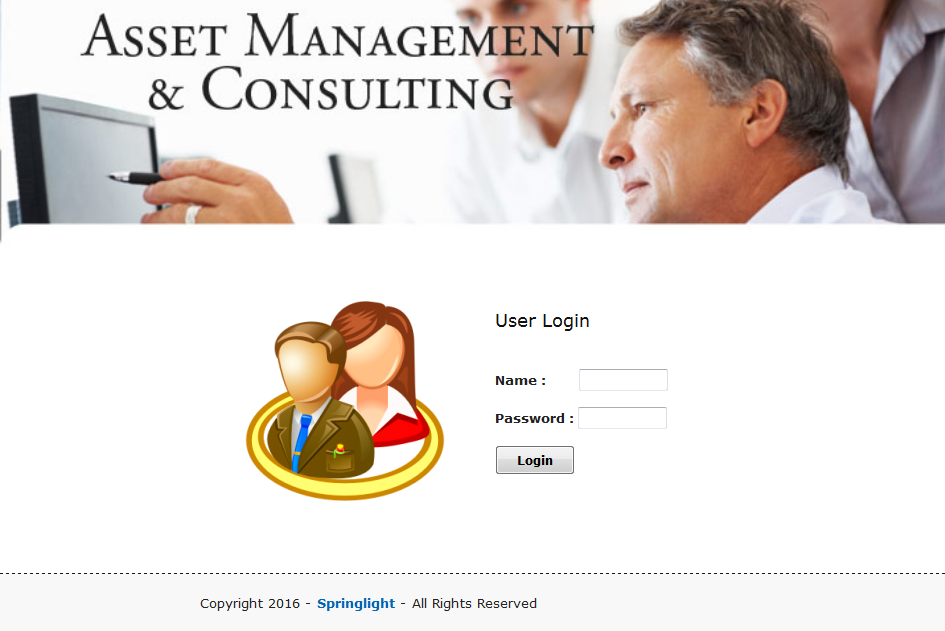 ASSET MANAGEMENT
& CONSULTING
User Login
Name :
Password :
Login
Copyright 2016 - Springlight - All Rights Reserved